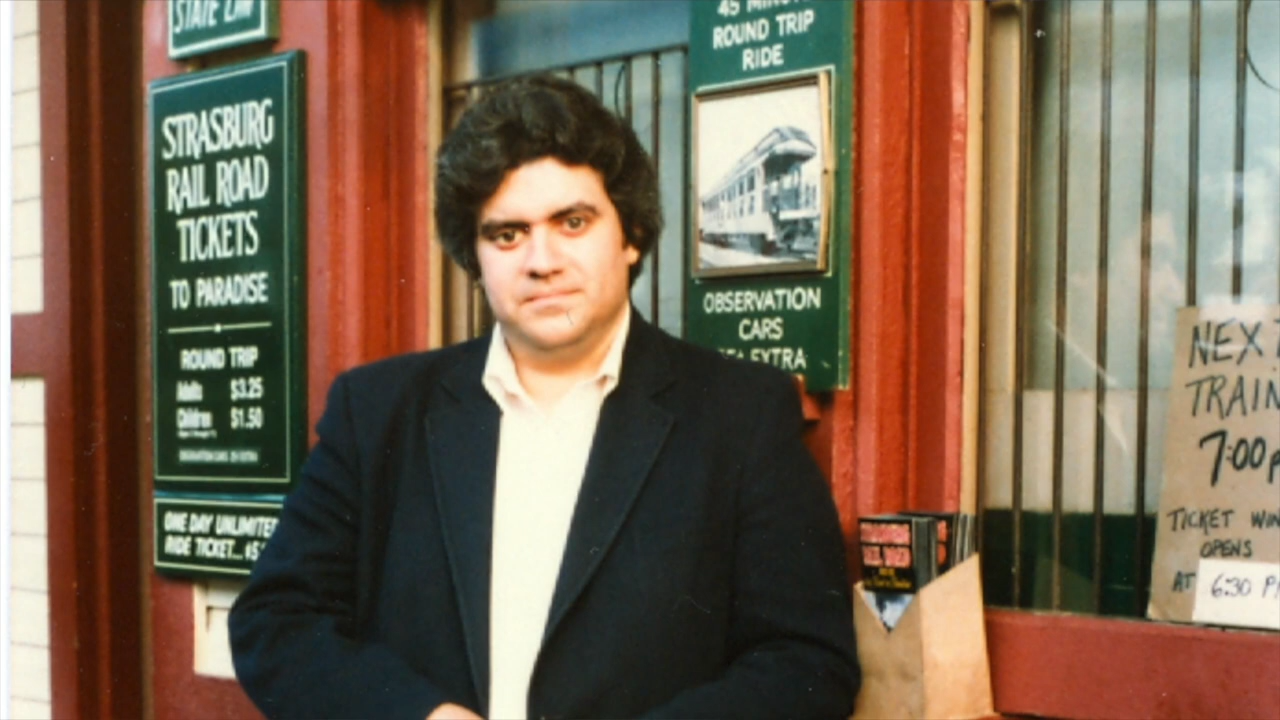 STATE LAW
STRASBURG
RAIL ROAD
TICKETS
TO PARADISE
ROUND TRIP
Adults $3.25
Children $1.50
ONE DAY UNLIMITED
RIDE TICKET...
45 MINUTE
ROUND TRIP
RIDE
OBSERVATION
CARS
EXTRA
NEXT
TRAIN
7:00
TICKET WIN
OPENS
AT 6:30 P